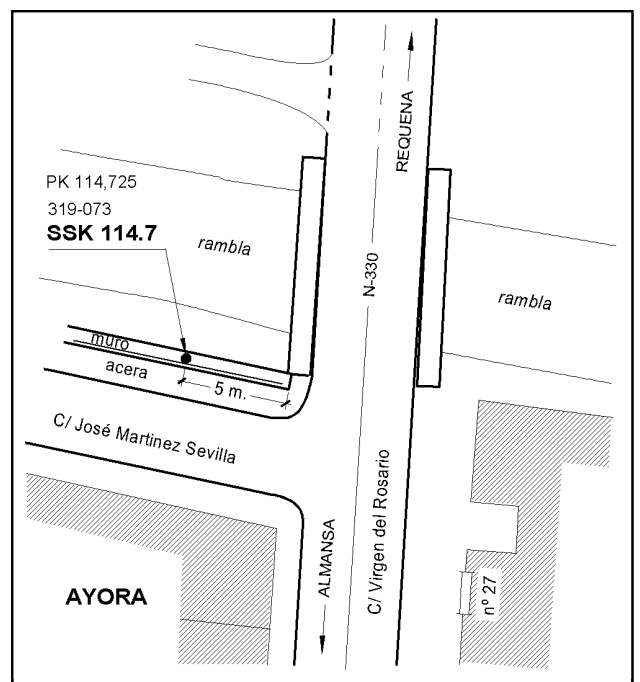 REQUENA
PK 114,725
319-073
SSK 114.7
rambla
N-330
rambla
muro
acera
5 m.
C/ José Martinez Sevilla
C/ Virgen del Rosario
ALMANSA
AYORA
nº 27